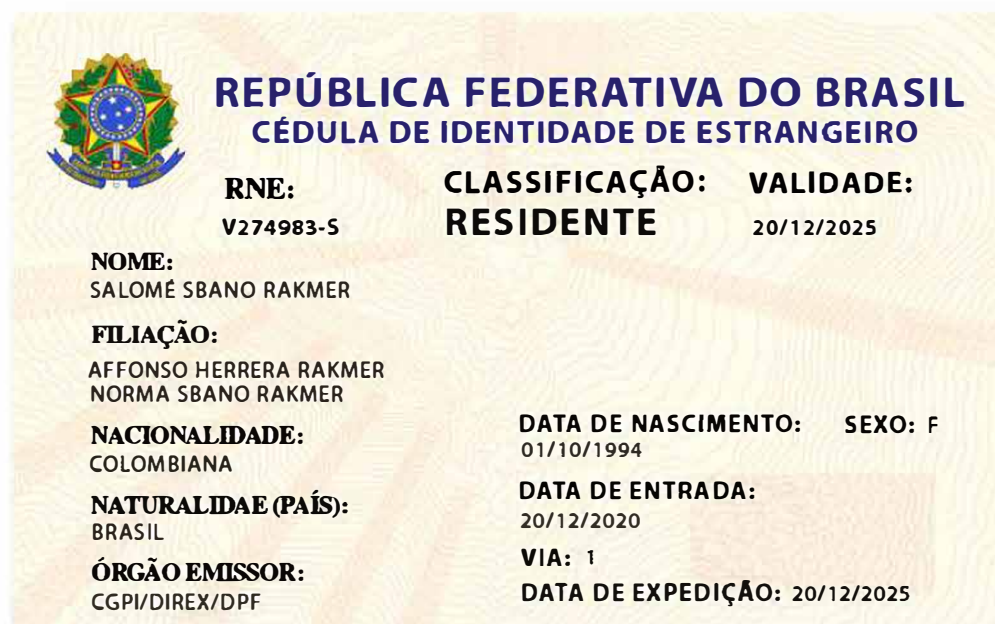 REPÚBLICA FEDERATIVA DO BRASIL
CÉDULA DE IDENTIDADE DE ESTRANGEIRO
RNE: CLASSIFICAÇÃO: VALIDADE:
V274983-S RESIDENTE 20/12/2025
NOME:
SALOMÉ SBANO RAKMER
FILIAÇÃO:
AFFONSO HERRERA RAKMER
NORMA SBANO RAKMER
NACIONALIDADE:
COLOMBIANA
NATURALIDAE (PAÍS):
BRASIL
ÓRGÃO EMISSOR:
CGPI/DIREX/DPF
DATA DE NASCIMENTO: SEXO: F
01/10/1994
DATA DE ENTRADA:
20/12/2020
VIA: 1
DATA DE EXPEDIÇÃO: 20/12/2025